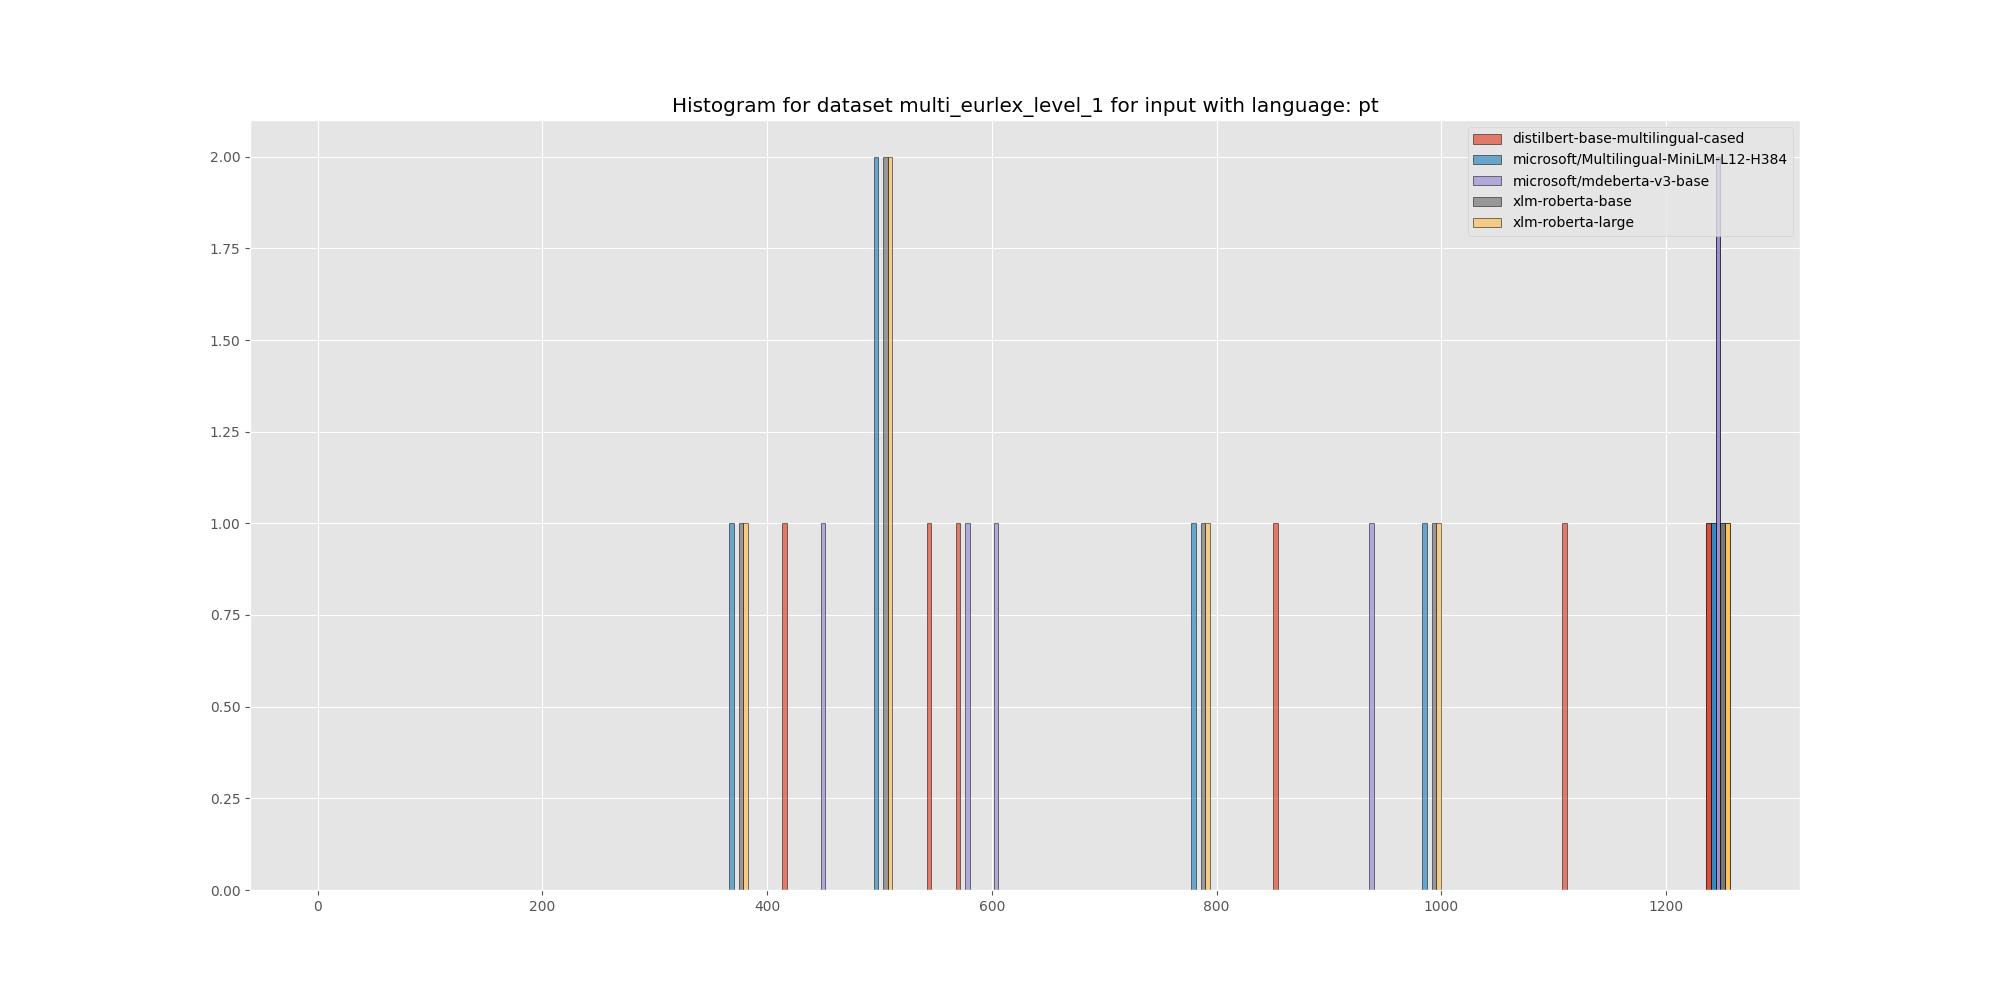 Histogram for dataset multi_eurlex_level_1 for input with language: pt
distilbert-base-multilingual-cased
microsoft/Multilingual-MiniLM-L12-H384
microsoft/mdeberta-v3-base
xlm-roberta-base
xlm-roberta-large
2.00
1.75
1.50
1.25
1.00
0.75
0.50
0.25
0.00
0 200 400 600 800 1000 1200